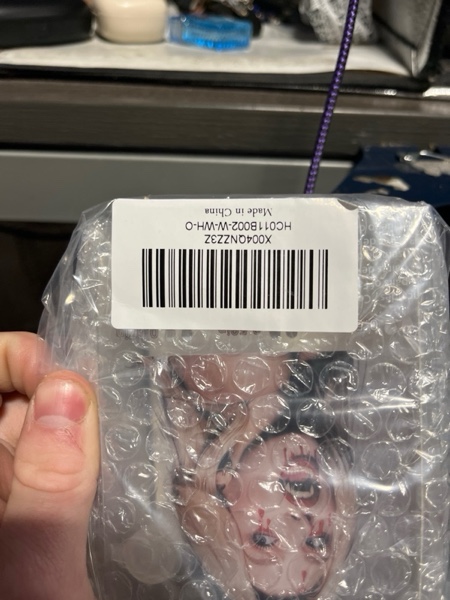 X004QNZZ3Z
HC011B002-W-WH-O
Made in China